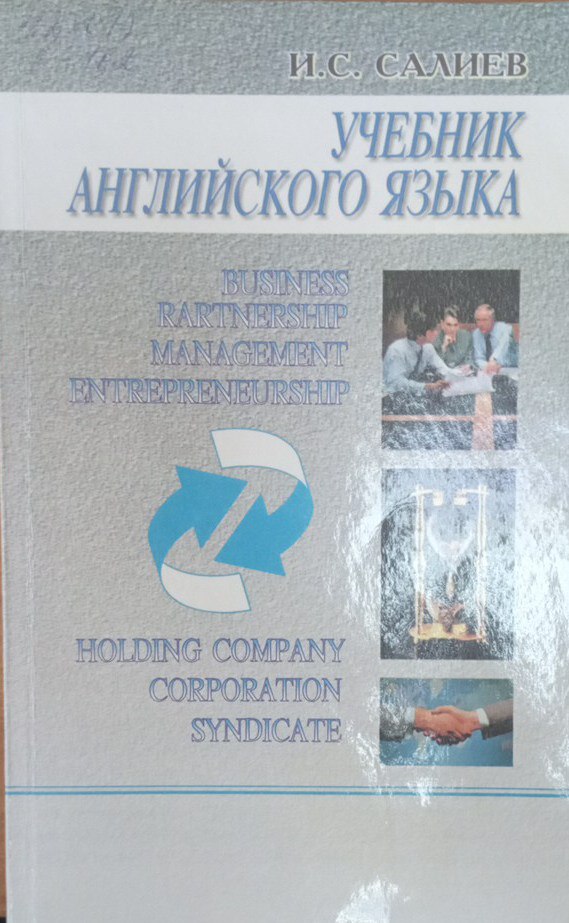 И.С. САЛИЕВ
УЧЕБНИК
АНГЛИЙСКОГО ЯЗЫКА
BUSINESS
RARTNERSHIP
MANAGEMENT
ENTREPRENEURSHIP
HOLDING COMPANY
CORPORATION
SYNDICATE